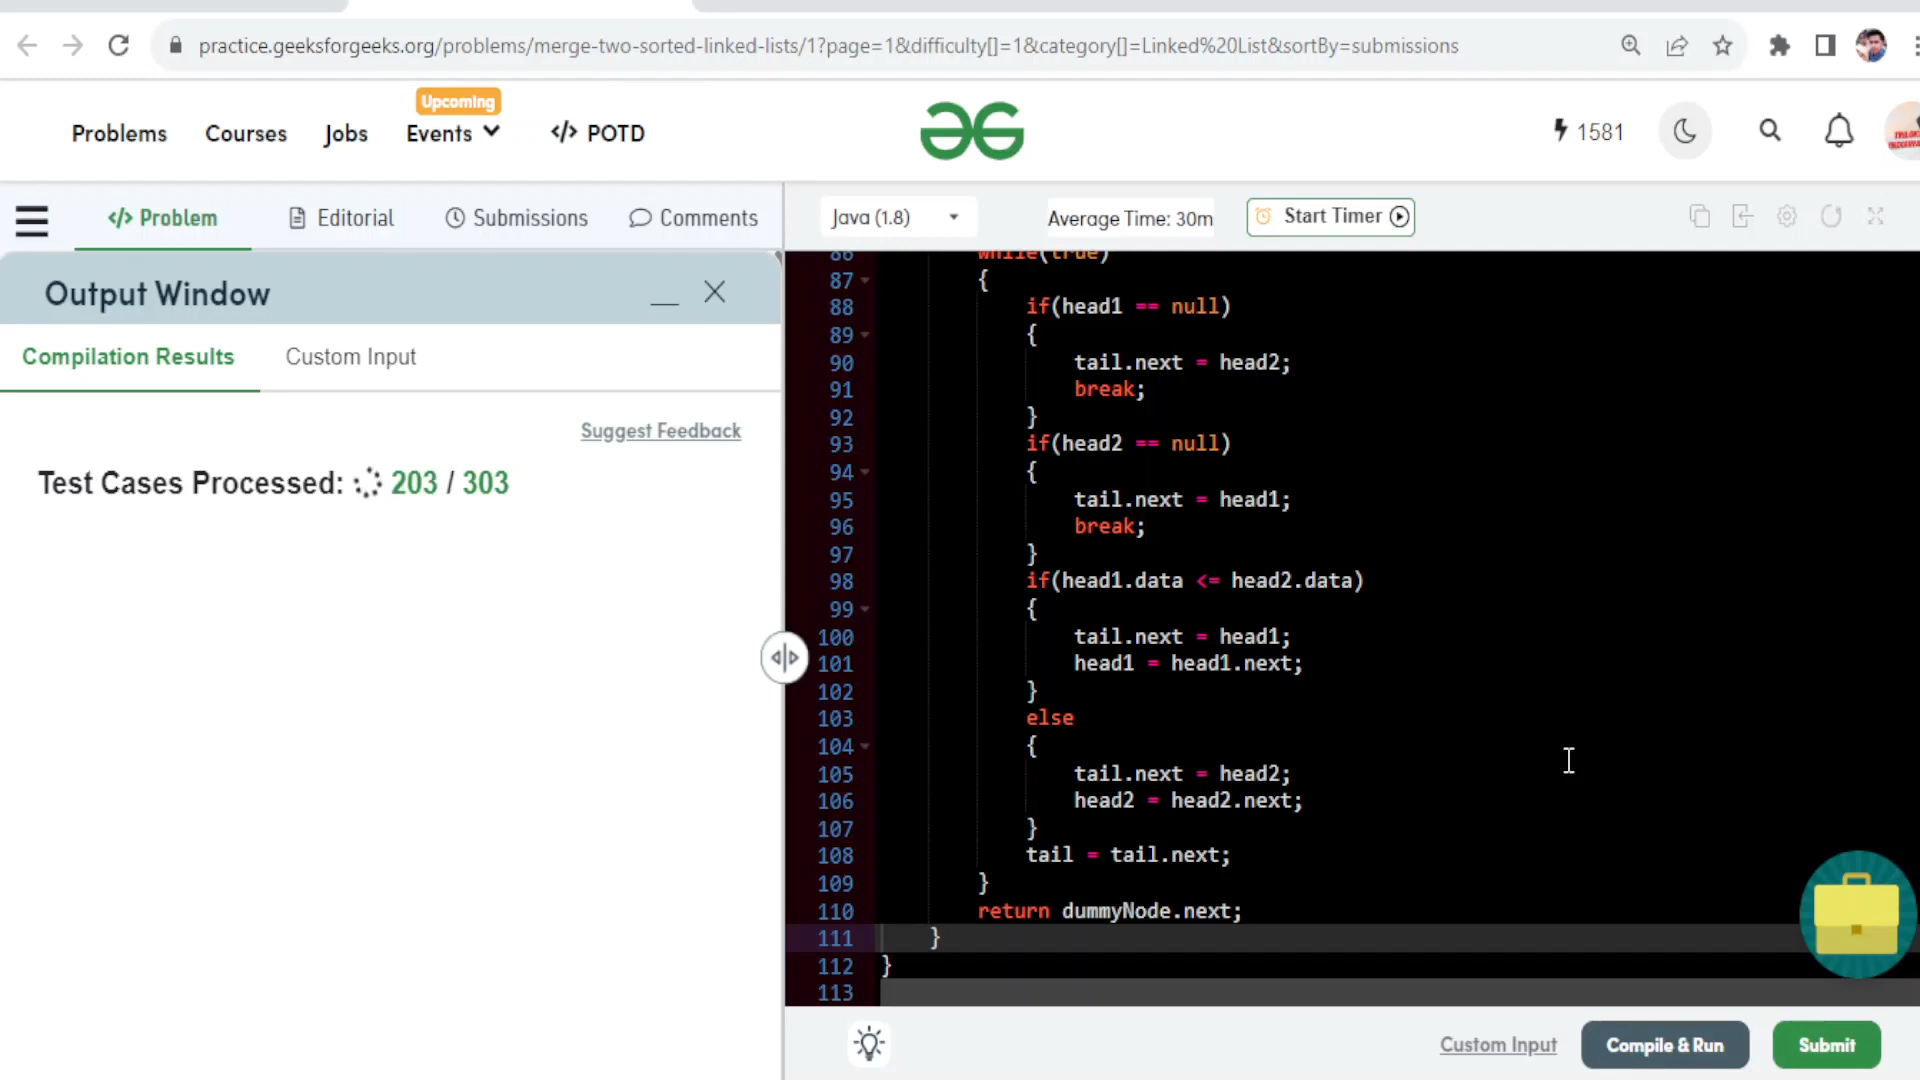 practice.geeksforgeeks.org/problems/merge-two-sorted-linked-lists/1?page=1&difficulty[]=1&category[]=Linked%20List&sortBy=submissions
Upcoming
Problems Courses Jobs Events </> POTD
1581
</> Problem Editorial Submissions Comments
Java (1.8) Average Time: 30m Start Timer
Output Window
Compilation Results Custom Input
Suggest Feedback
Test Cases Processed: 203 / 303
86 while(true)
87 {
88 if(head1 == null)
89 {
90 tail.next = head2;
91 break;
92 }
93 if(head2 == null)
94 {
95 tail.next = head1;
96 break;
97 }
98 if(head1.data <= head2.data)
99 {
100 tail.next = head1;
101 head1 = head1.next;
102 }
103 else
104 {
105 tail.next = head2;
106 head2 = head2.next;
107 }
108 tail = tail.next;
109 }
110 return dummyNode.next;
111 }
112 }
113
Custom Input Compile & Run Submit